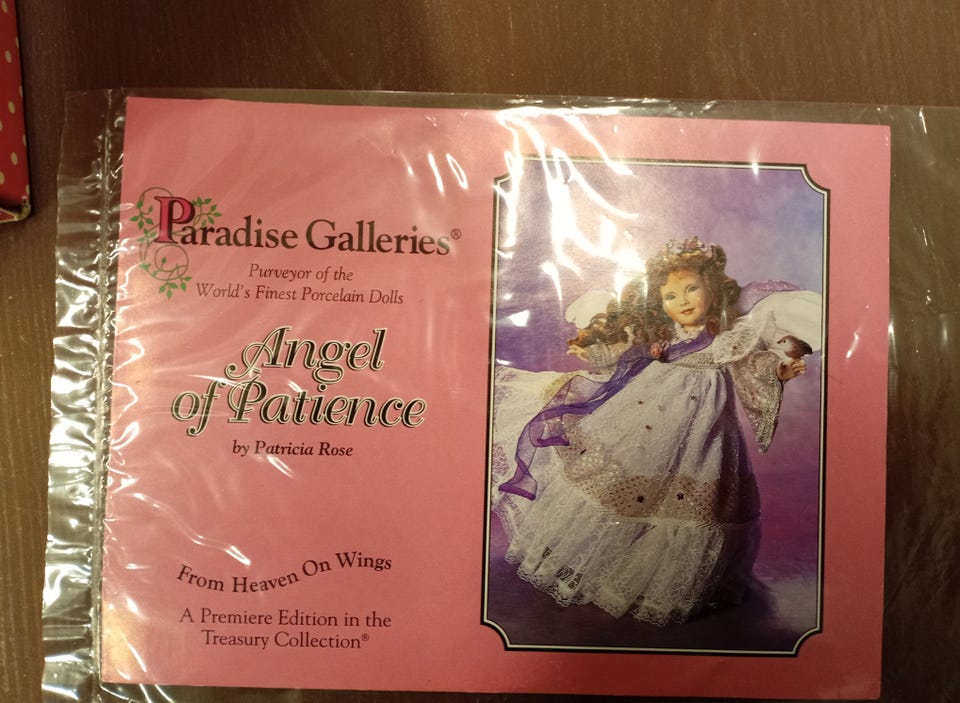 Paradise Galleries®
Purveyor of the
World's Finest Porcelain Dolls
Angel
of Patience
by Patricia Rose
From Heaven On Wings
A Premiere Edition in the
Treasury Collection®